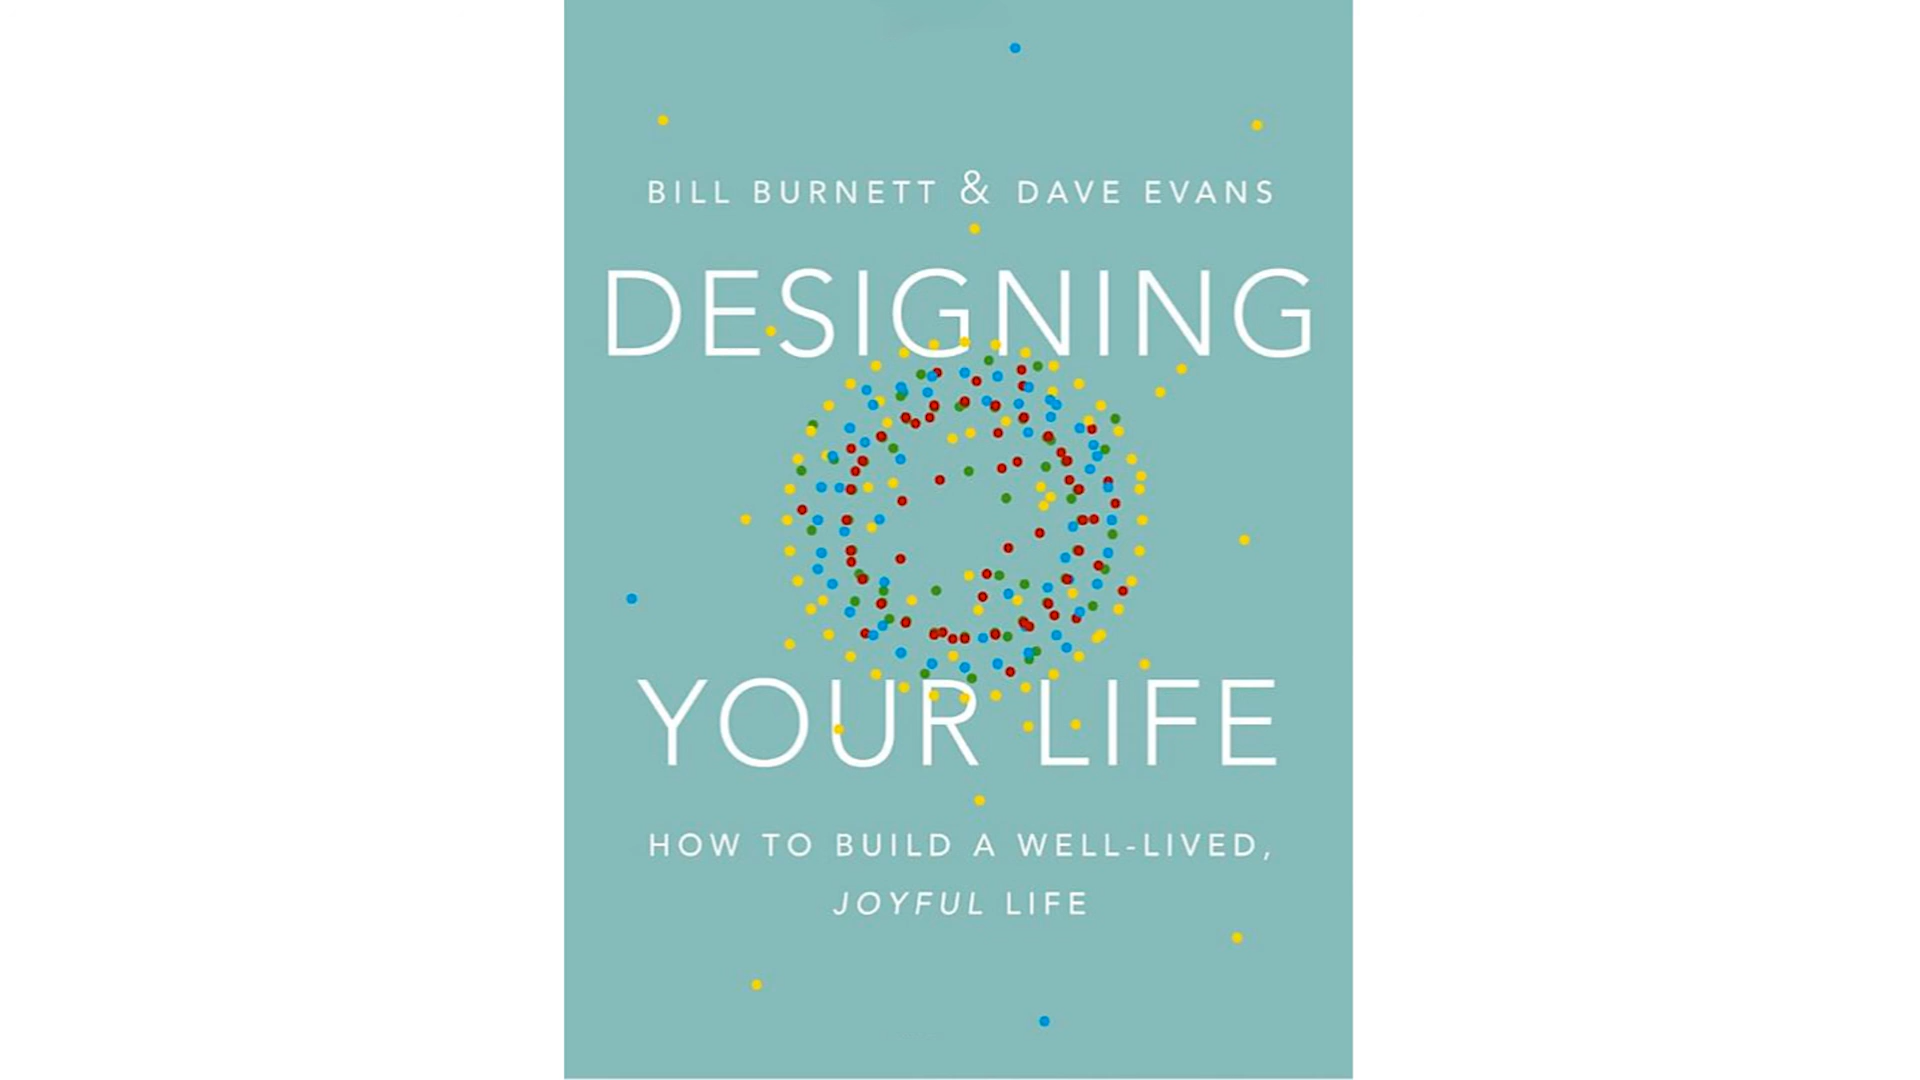 BILL BURNETT & DAVE EVANS
DESIGNING
YOUR LIFE
HOW TO BUILD A WELL-LIVED,
JOYFUL LIFE